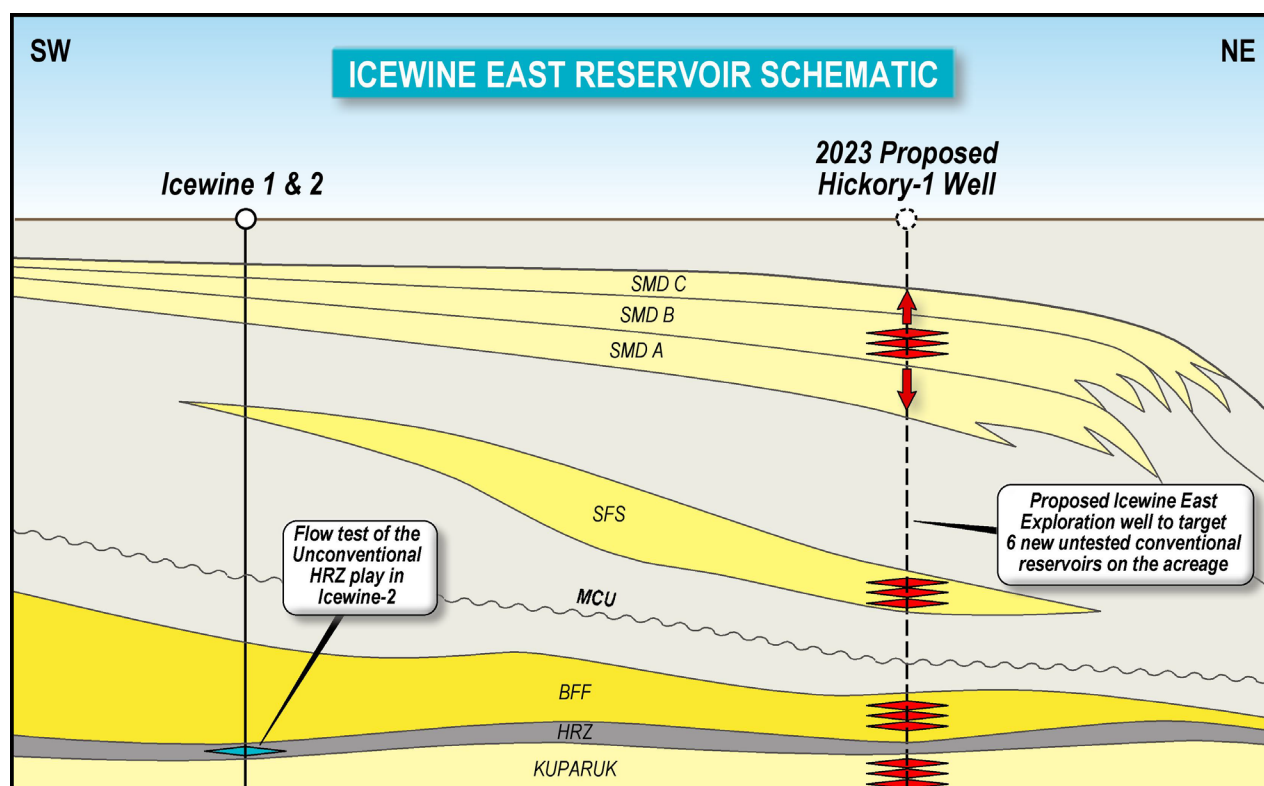 SW
NE
ICEWINE EAST RESERVOIR SCHEMATIC
Icewine 1 & 2
2023 Proposed
Hickory-1 Well
SMD C
SMD B
SMD A
SFS
Proposed Icewine East
Exploration well to target
6 new untested conventional
reservoirs on the acreage
Flow test of the
Unconventional
HRZ play in
Icewine-2
MCU
BFF
HRZ
KUPARUK